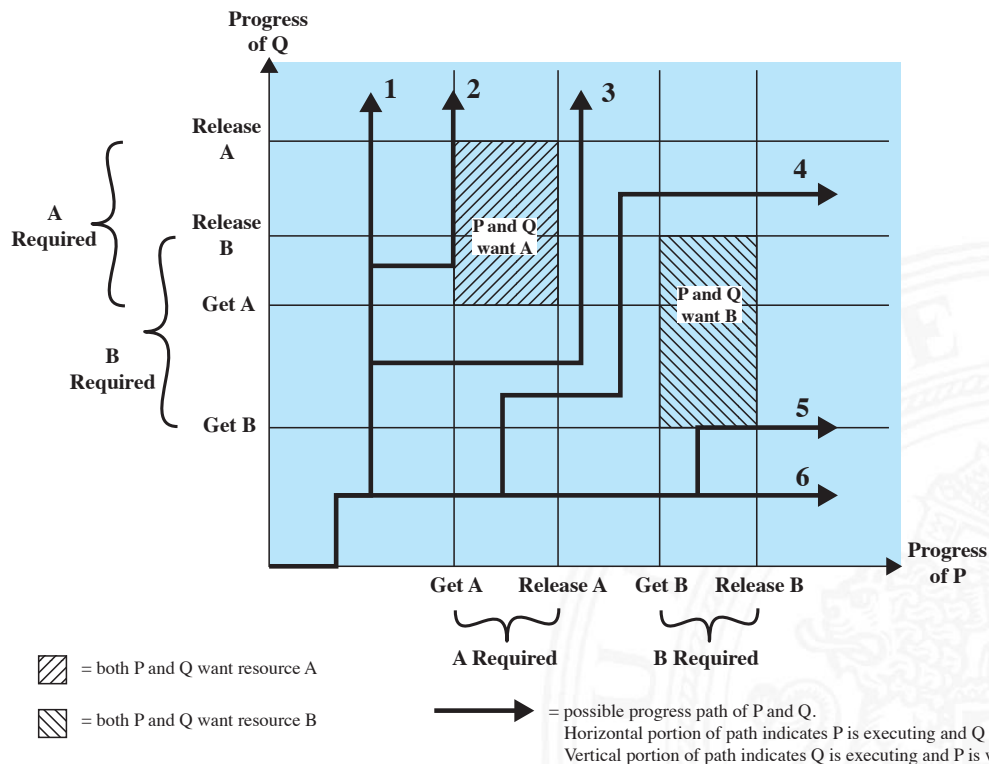 Progress
of Q
1
2
3
4
5
6
Release
A
Release
B
Get A
Get B
A
Required
B
Required
P and Q
want A
P and Q
want B
Progress
of P
Get A
Release A
Get B
Release B
A Required
B Required
= both P and Q want resource A
= both P and Q want resource B
= possible progress path of P and Q.
Horizontal portion of path indicates P is executing and Q
Vertical portion of path indicates Q is executing and P is